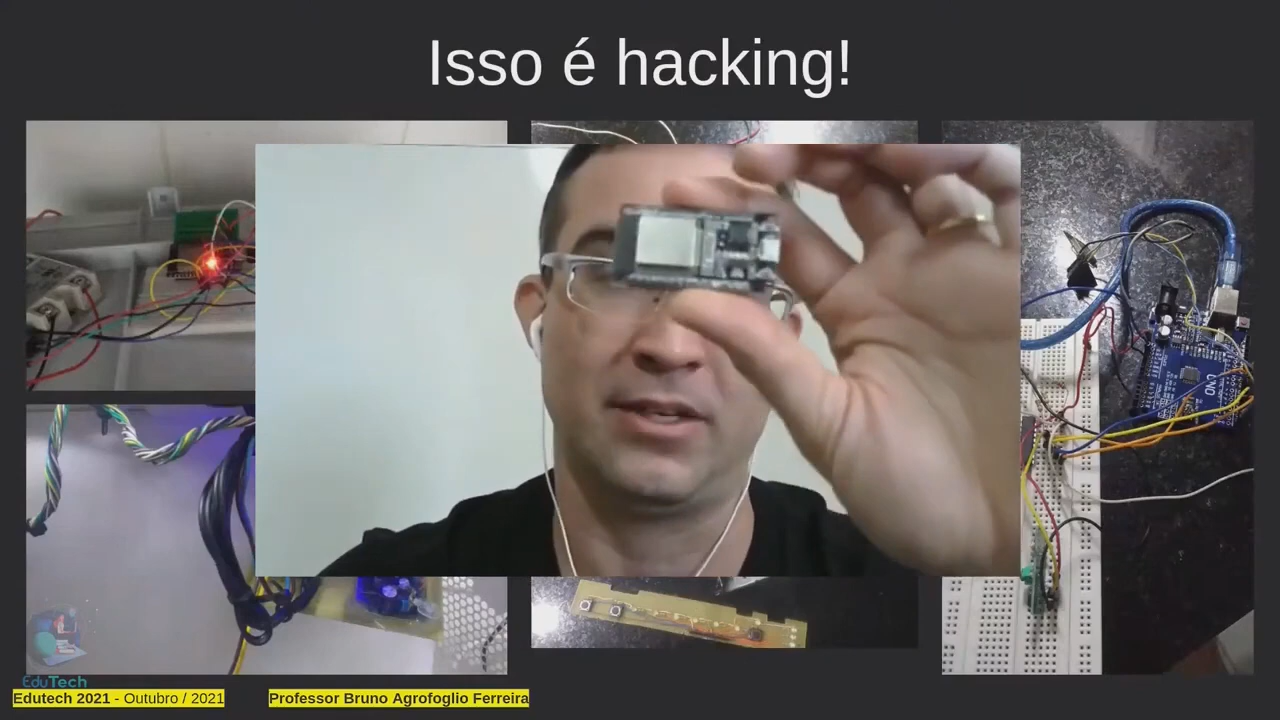 Isso é hacking!
UNO
EduTech
Edutech 2021 - Outubro / 2021
Professor Bruno Agrofoglio Ferreira